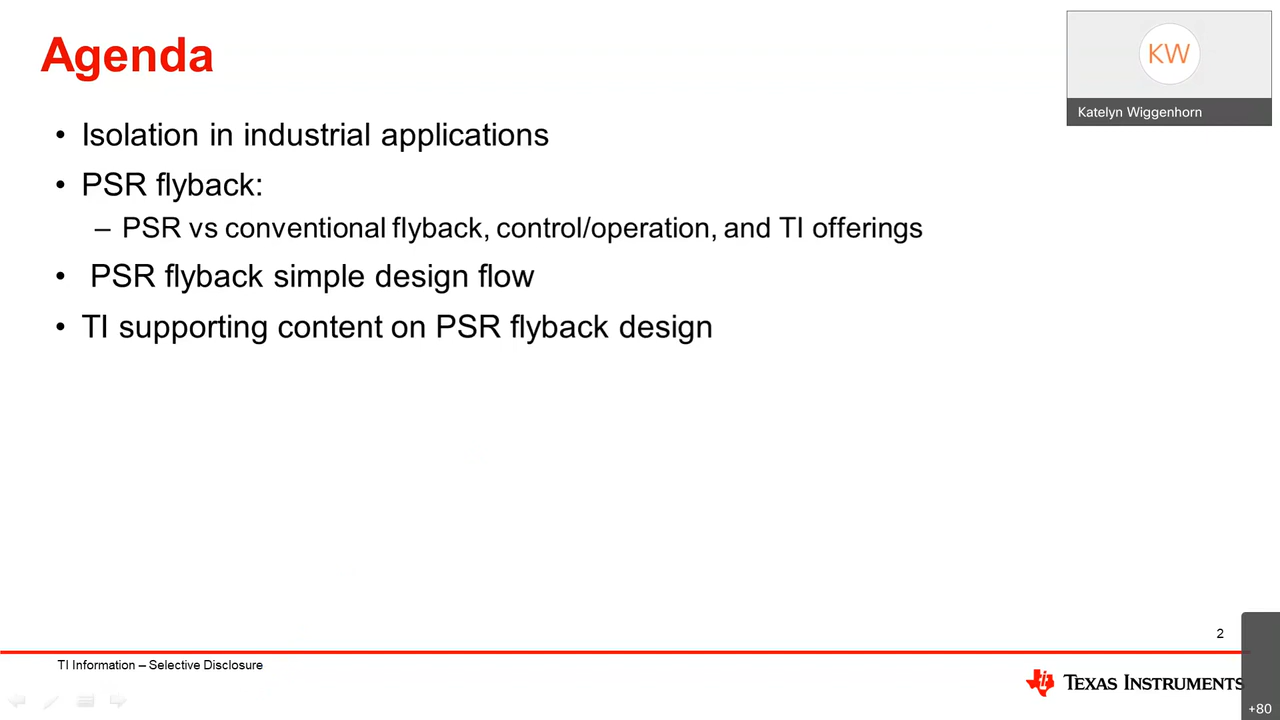 Agenda
KW
Katelyn Wiggenhorn
• Isolation in industrial applications
• PSR flyback:
– PSR vs conventional flyback, control/operation, and TI offerings
• PSR flyback simple design flow
• TI supporting content on PSR flyback design
2
TI Information – Selective Disclosure
TEXAS INSTRUMENTS
+80